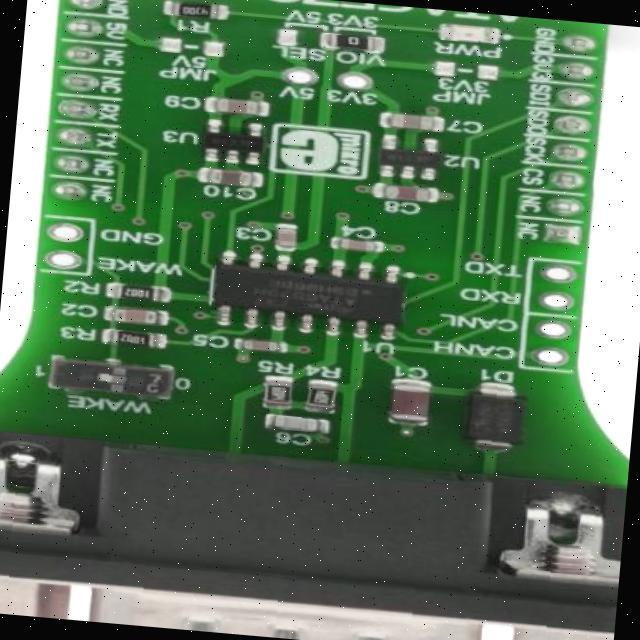 R1
5V 3V3
VIO SEL
PWR
5V
JMP
5V 3V3
3V3
JMP
5V
NC
NC
RX
TX
NC
NC
GND
3V3
SDI
SDO
SCK
CS
NC
NC
C9
C7
U3
U2
C10
C8
C3
C4
GND
WAKE
TXD
RXD
CANL
CANH
R2
C2
R3
C5
U1
R5
R4
C1
D1
1
0
WAKE
C6